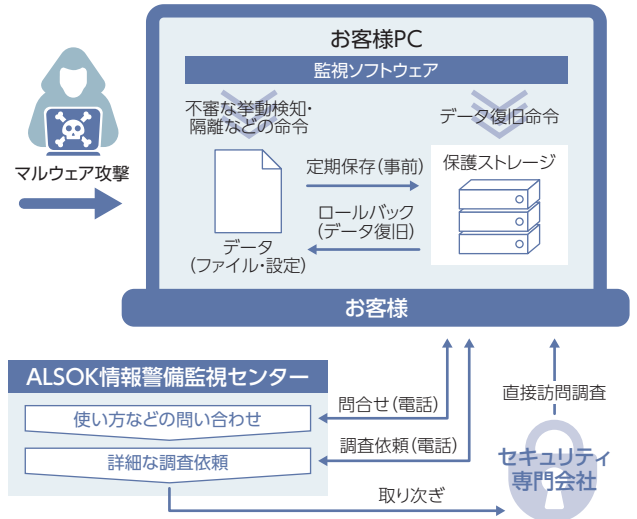 お客様PC
監視ソフトウェア
不審な挙動検知・
隔離などの命令
データ復旧命令
マルウェア攻撃
定期保存(事前)
保護ストレージ
ロールバック
(データ復旧)
データ
(ファイル・設定)
お客様
ALSOK情報警備監視センター
使い方などの問い合わせ
詳細な調査依頼
問合せ(電話)
調査依頼(電話)
直接訪問調査
セキュリティ
専門会社
取り次ぎ